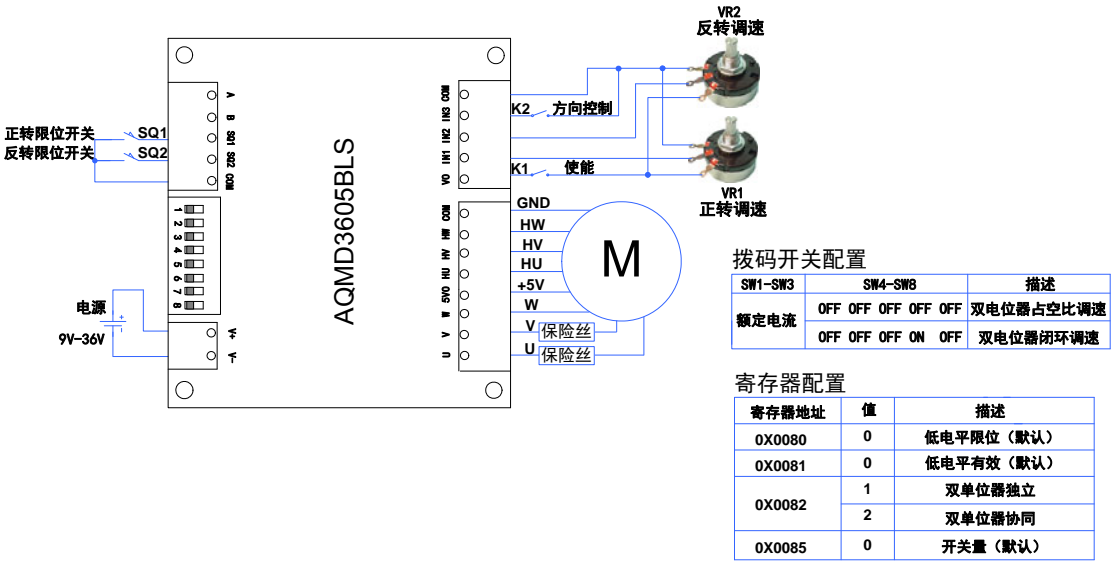 VR2
反转调速
K2
方向控制
K1
使能
VR1
正转调速
正转限位开关
SQ1
反转限位开关
SQ2
A
B
SQ1
SQ2
COM
1
2
3
4
5
6
7
8
电源
+
9V-36V
V+
V-
AQMD3605BLS
COM
IN3
IN2
IN1
VO
COM
HW
HV
HU
5VO
W
V
U
GND
HW
HV
HU
+5V
W
V
保险丝
U
保险丝
M
拨码开关配置
SW1-SW3 SW4-SW8 描述
额定电流
OFF OFF OFF OFF OFF 双电位器占空比调速
OFF OFF OFF ON OFF 双电位器闭环调速
寄存器配置
寄存器地址 值 描述
0X0080 0 低电平限位（默认）
0X0081 0 低电平有效（默认）
0X0082
1 双单位器独立
2 双单位器协同
0X0085 0 开关量（默认）